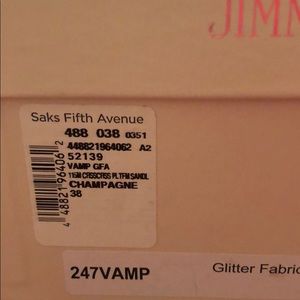 JIMM
Saks Fifth Avenue
488 038 0351
448821964062 A2
52139
VAMP GFA
115M CRSSCRSS PLTFM SANDL
CHAMPAGNE
38
4 48821 96406 2
247VAMP
Glitter Fabric